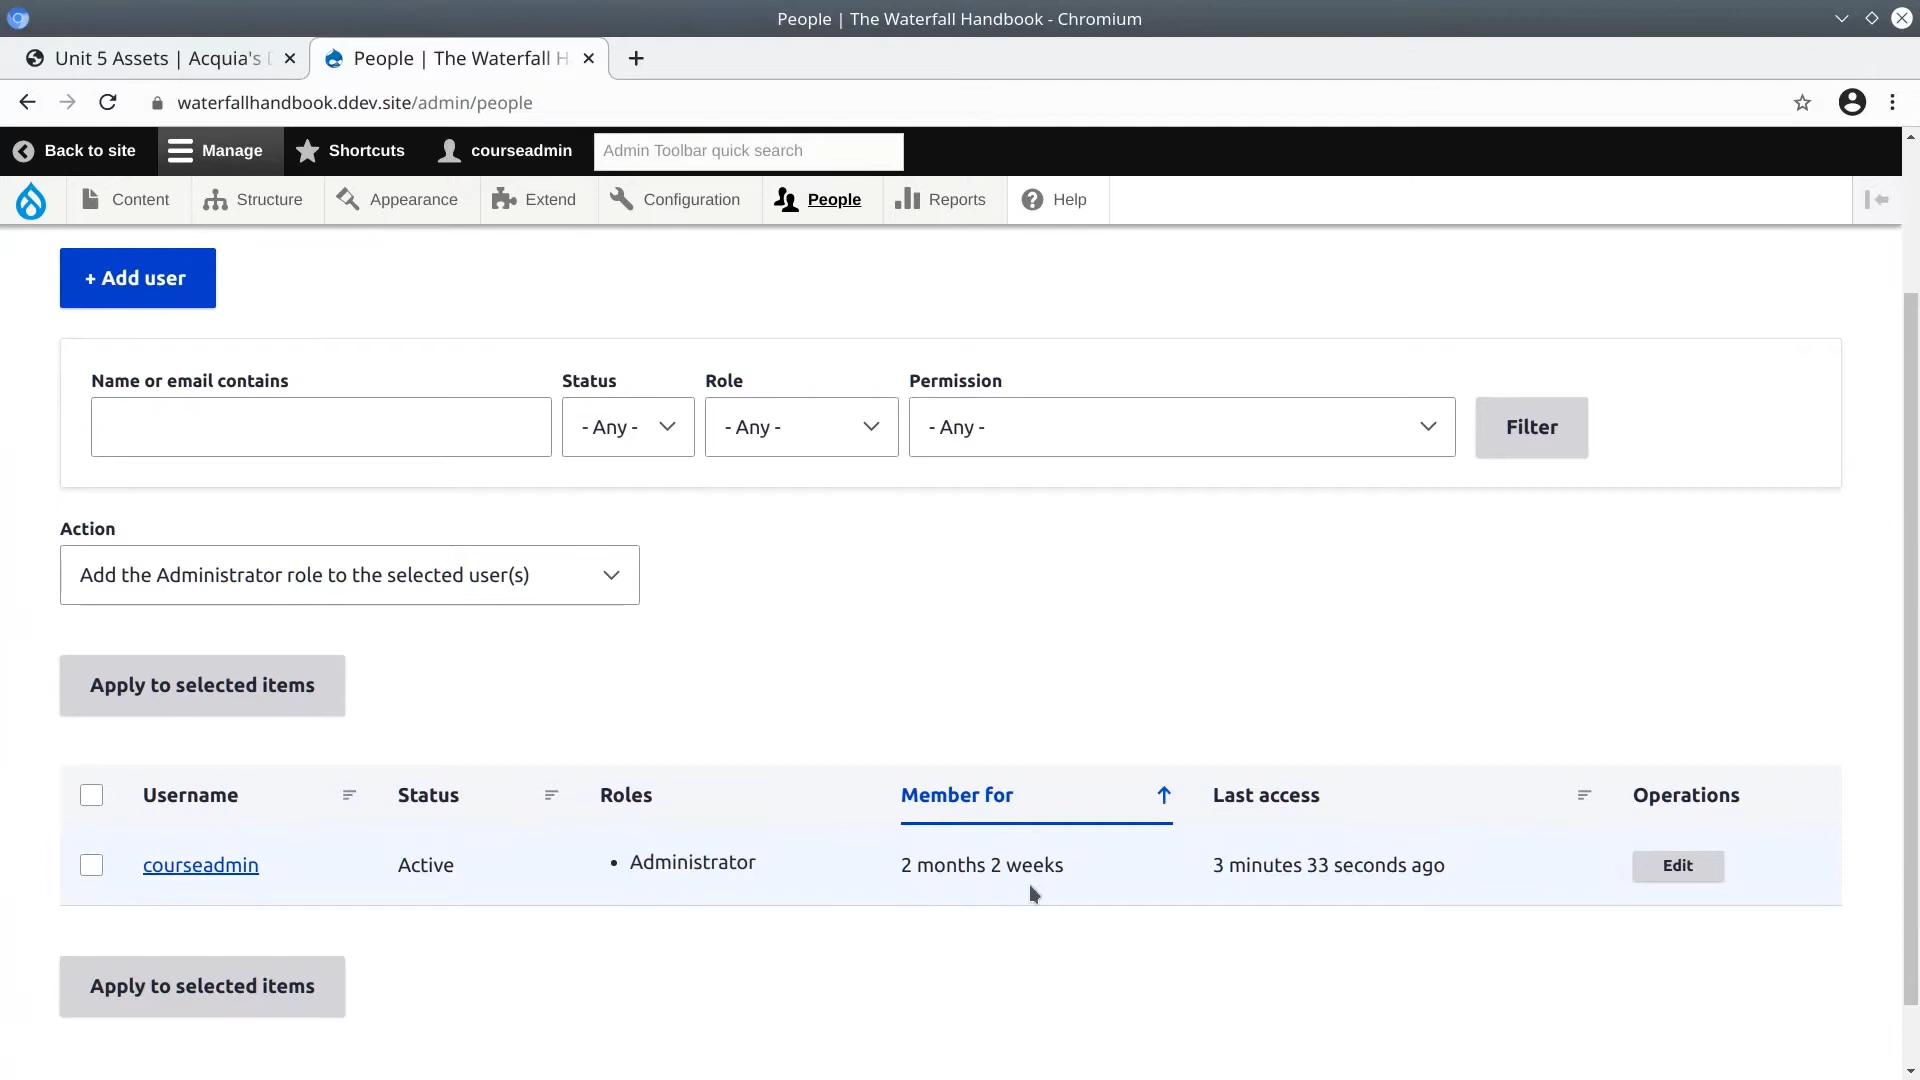 People | The Waterfall Handbook - Chromium
Unit 5 Assets | Acquia's
People | The Waterfall H
waterfallhandbook.ddev.site/admin/people
Back to site
Manage
Shortcuts
courseadmin
Admin Toolbar quick search
Content
Structure
Appearance
Extend
Configuration
People
Reports
Help
+ Add user
Name or email contains
Status
Role
Permission
- Any -
- Any -
- Any -
Filter
Action
Add the Administrator role to the selected user(s)
Apply to selected items
Username
Status
Roles
Member for
Last access
Operations
courseadmin
Active
• Administrator
2 months 2 weeks
3 minutes 33 seconds ago
Edit
Apply to selected items